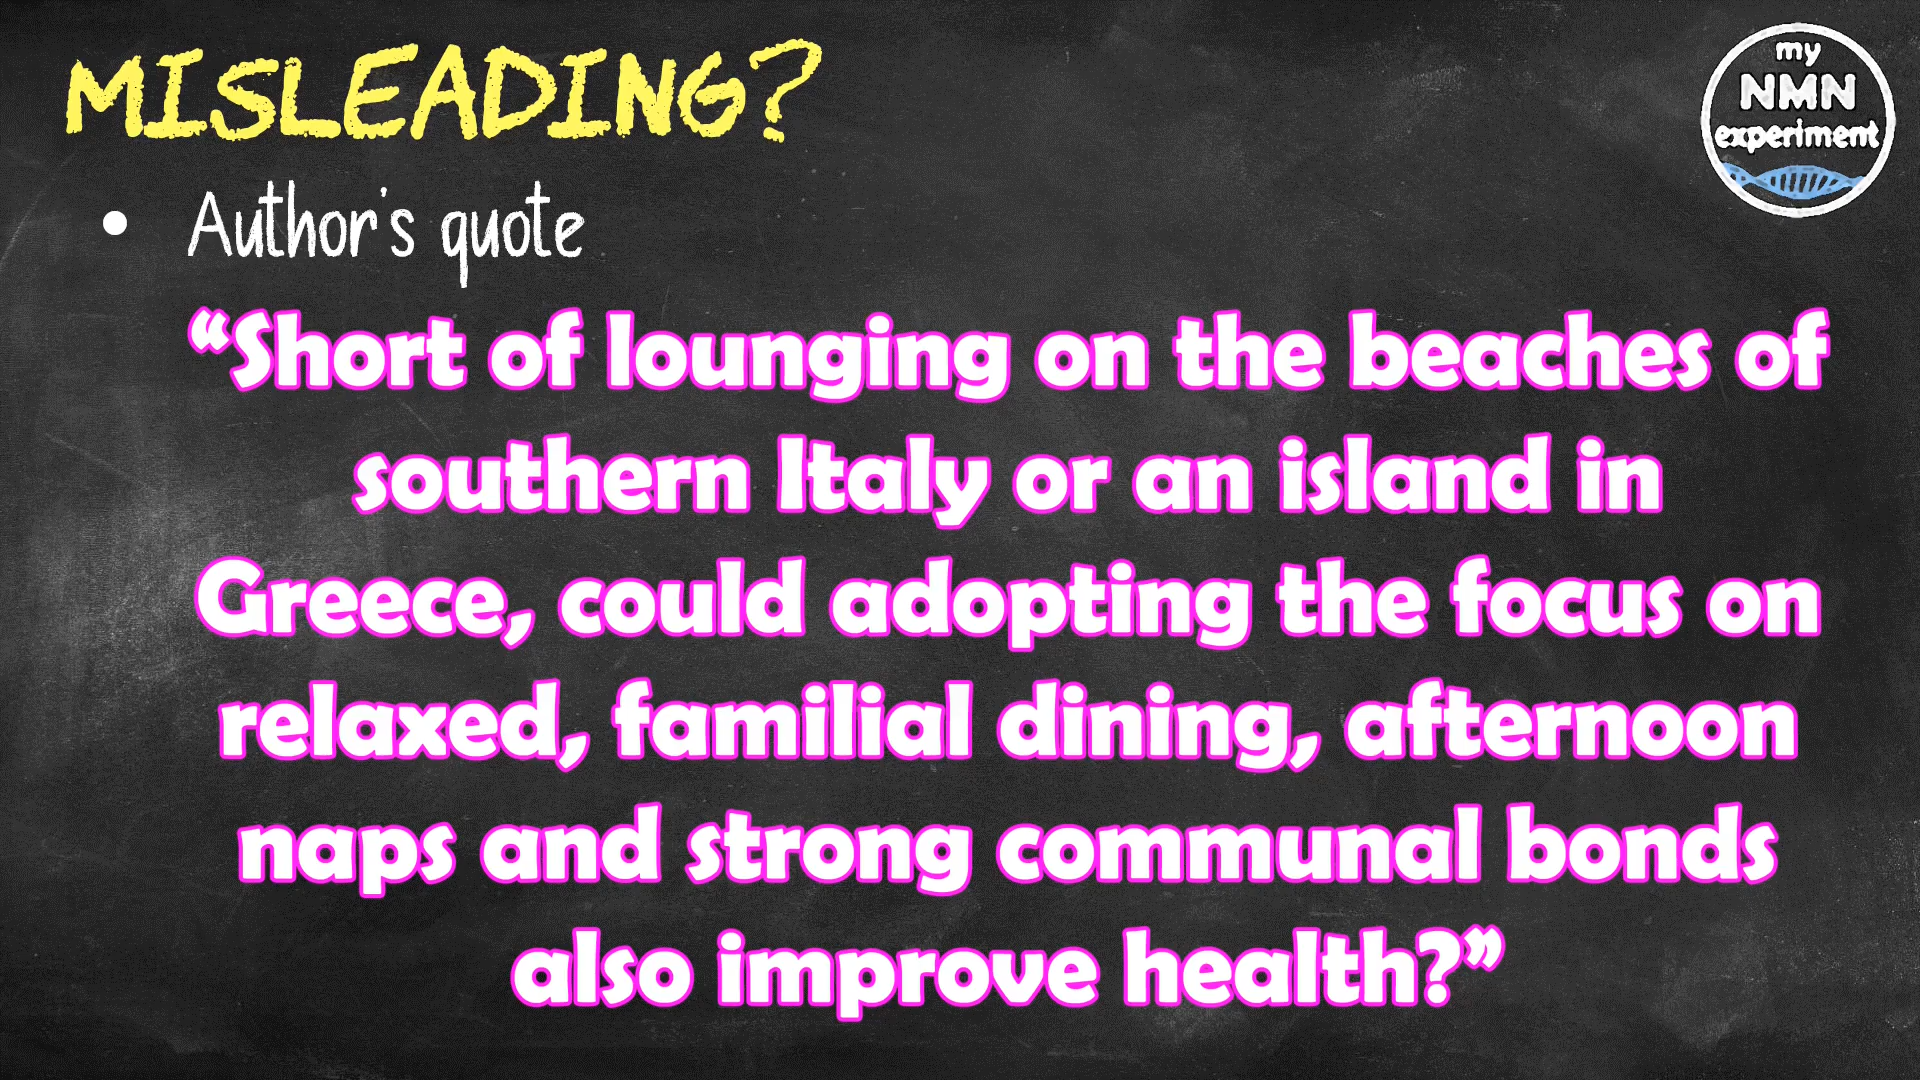 MISLEADING?
my
NMN
experiment
• Author's quote
“Short of lounging on the beaches of
southern Italy or an island in
Greece, could adopting the focus on
relaxed, familial dining, afternoon
naps and strong communal bonds
also improve health?”